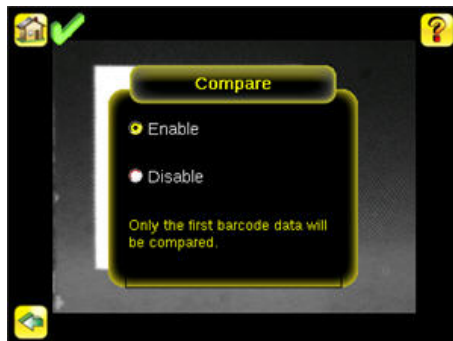 ?
Compare
Enable
Disable
Only the first barcode data will
be compared.